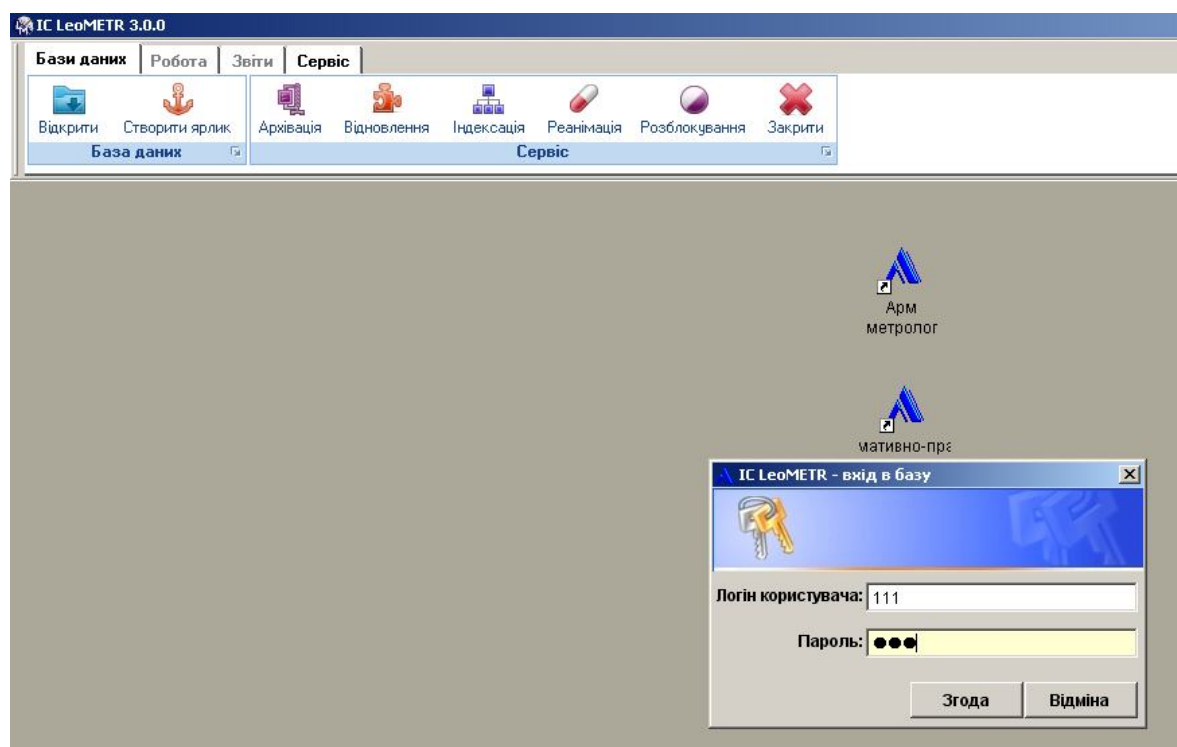 IC LeoMETR 3.0.0
Бази даних Робота Звіти Сервіс
Відкрити Створити ярлик Архівація Відновлення Індексація Реанімація Розблокування Закрити
База даних Сервіс
Арм
метролог
мативно-пра
IC LeoMETR - вхід в базу
Логін користувача: 111
Пароль: ●●●
Згода Відміна